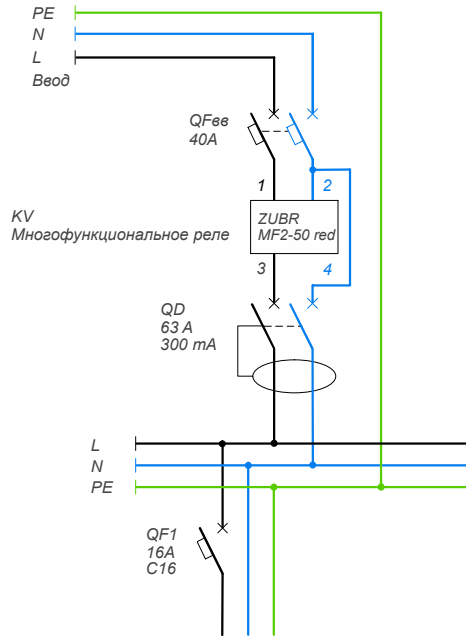 PE
N
L
Ввод
QFвв
40A
1
2
KV
Многофункциональное реле
ZUBR
MF2-50 red
3
4
QD
63 A
300 mA
L
N
PE
QF1
16A
C16